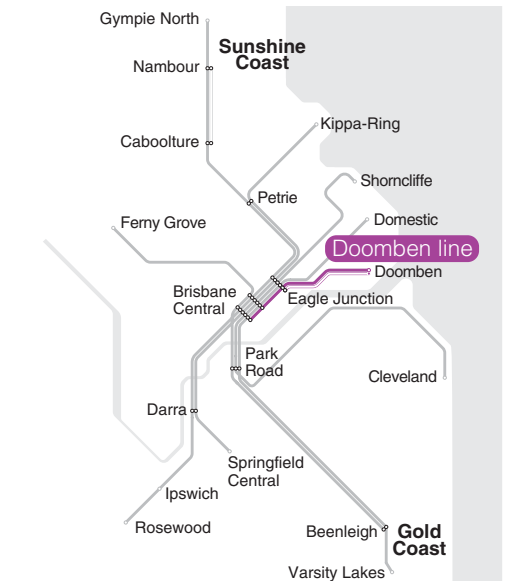 Gympie North
Sunshine
Coast
Nambour
Kippa-Ring
Caboolture
Shorncliffe
Petrie
Ferny Grove
Domestic
Doomben line
Doomben
Brisbane
Central
Eagle Junction
Park
Road
Cleveland
Darra
Springfield
Central
Ipswich
Rosewood
Beenleigh
Gold
Coast
Varsity Lakes